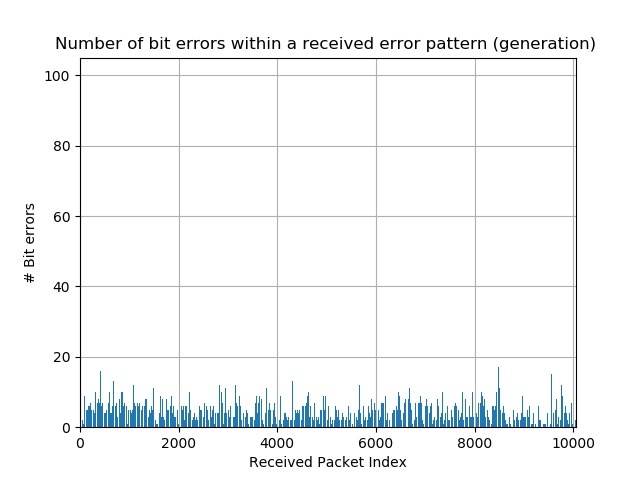 Number of bit errors within a received error pattern (generation)
100
80
60
40
20
0
# Bit errors
0 2000 4000 6000 8000 10000
Received Packet Index